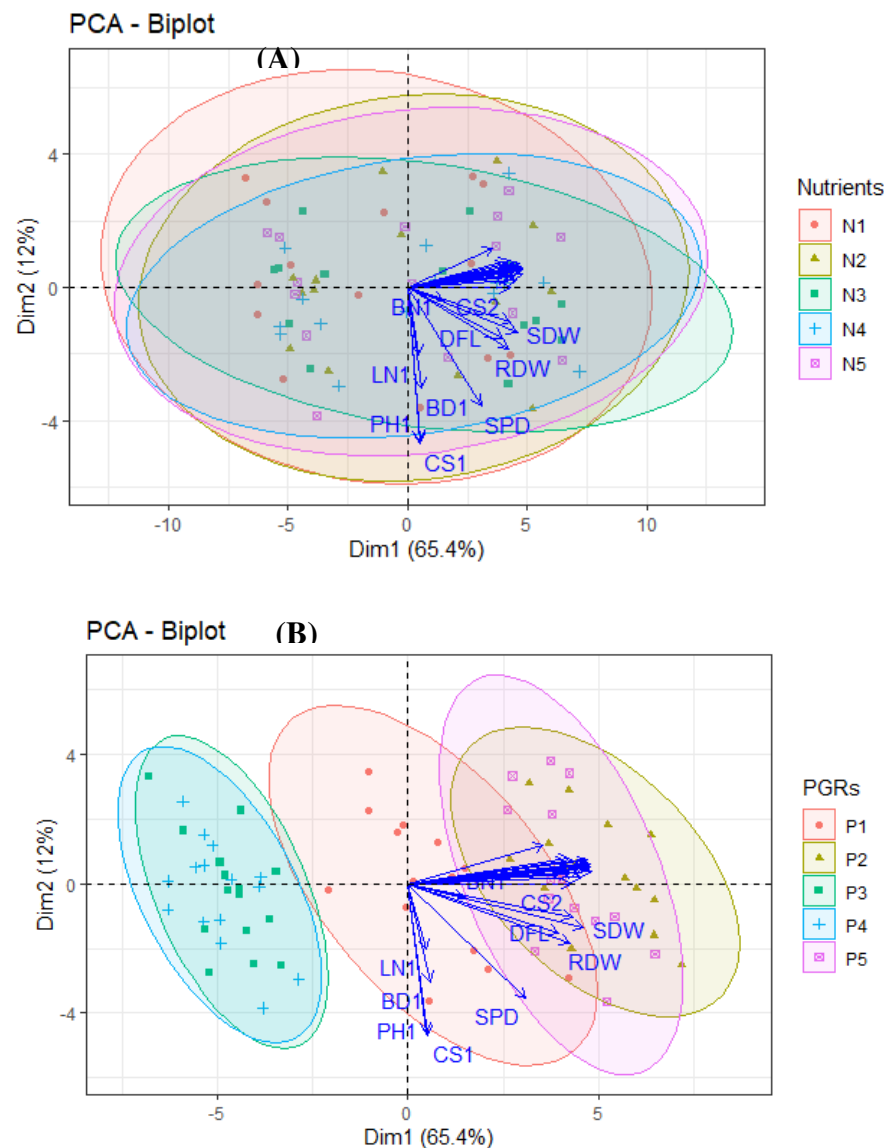 PCA - Biplot
(A)
4
0
-4
Dim2 (12%)
BN1
CS2
DFL
SDW
RDW
LN1
BD1
PH1
SPD
CS1
-10
-5
0
5
10
Dim1 (65.4%)
Nutrients
N1
N2
N3
N4
N5
PCA - Biplot
(B)
4
0
-4
Dim2 (12%)
BN1
CS2
DFL
SDW
RDW
LN1
BD1
PH1
SPD
CS1
-5
0
5
Dim1 (65.4%)
PGRs
P1
P2
P3
P4
P5